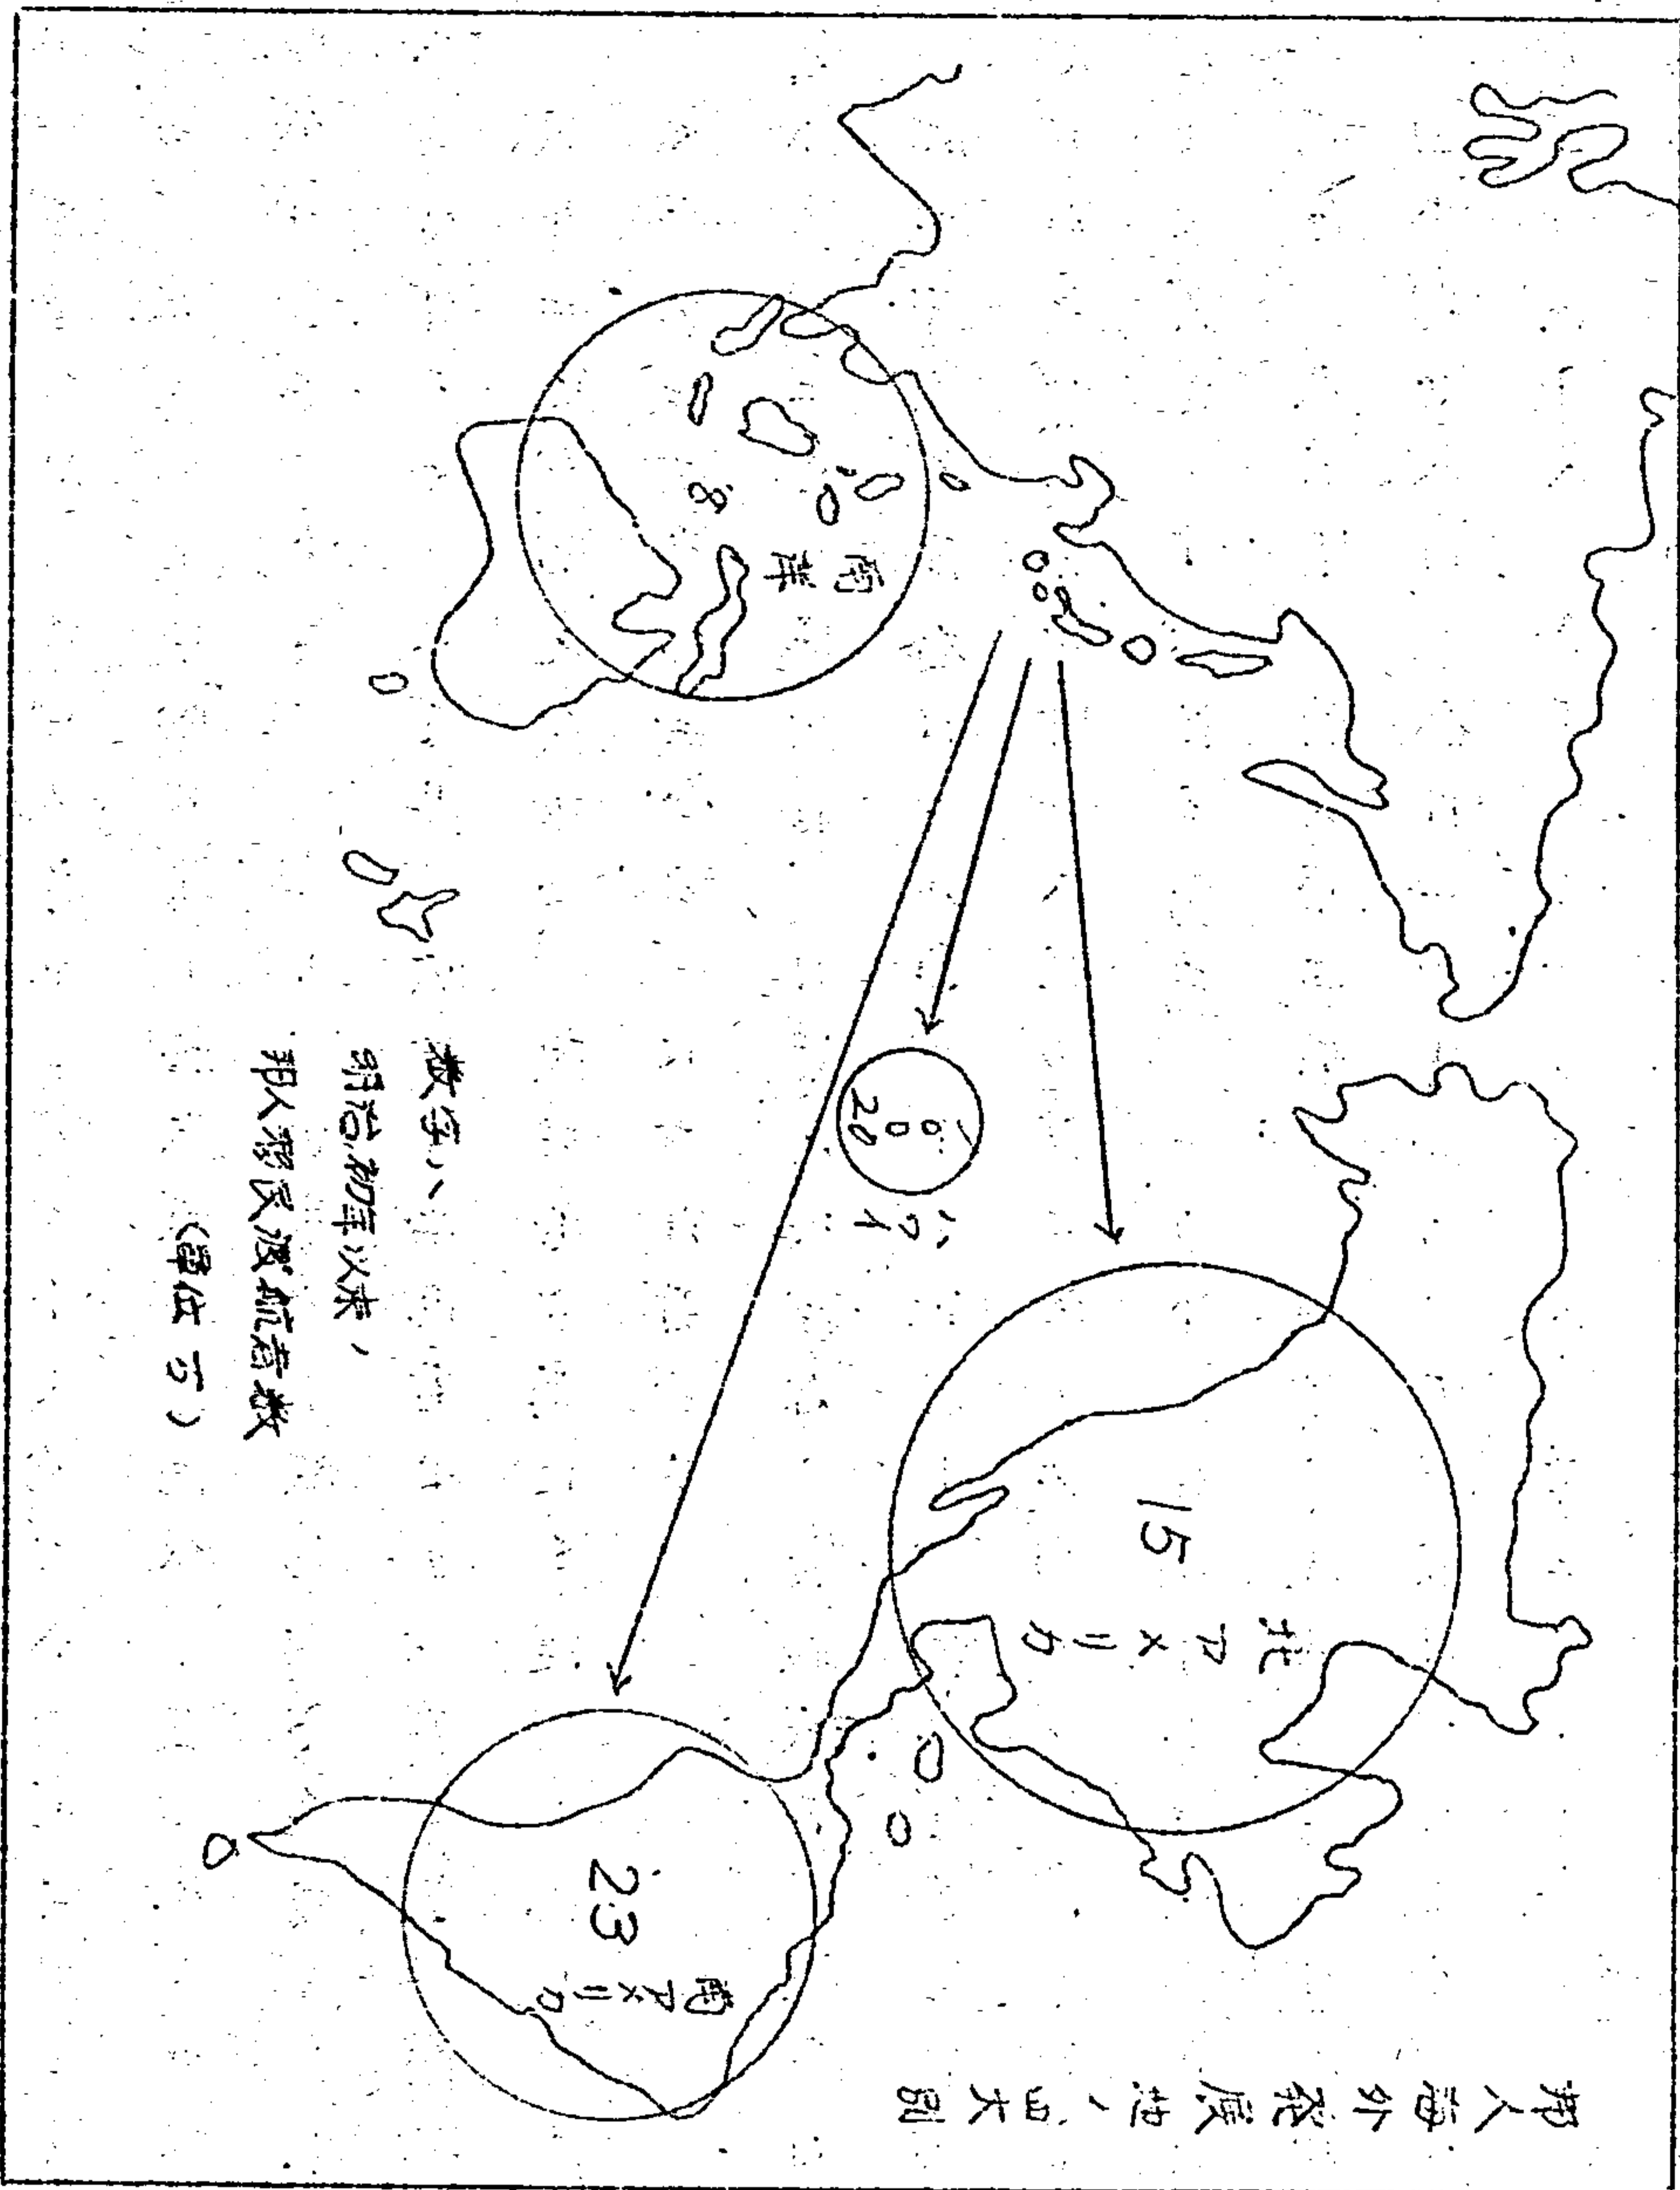 邦人海外発展地ノ四大別
北アメリカ
15
ハワイ
20
南洋
8
南アメリカ
23
数字ハ
明治初年以来ノ
邦人移民渡航者数
(単位 万)